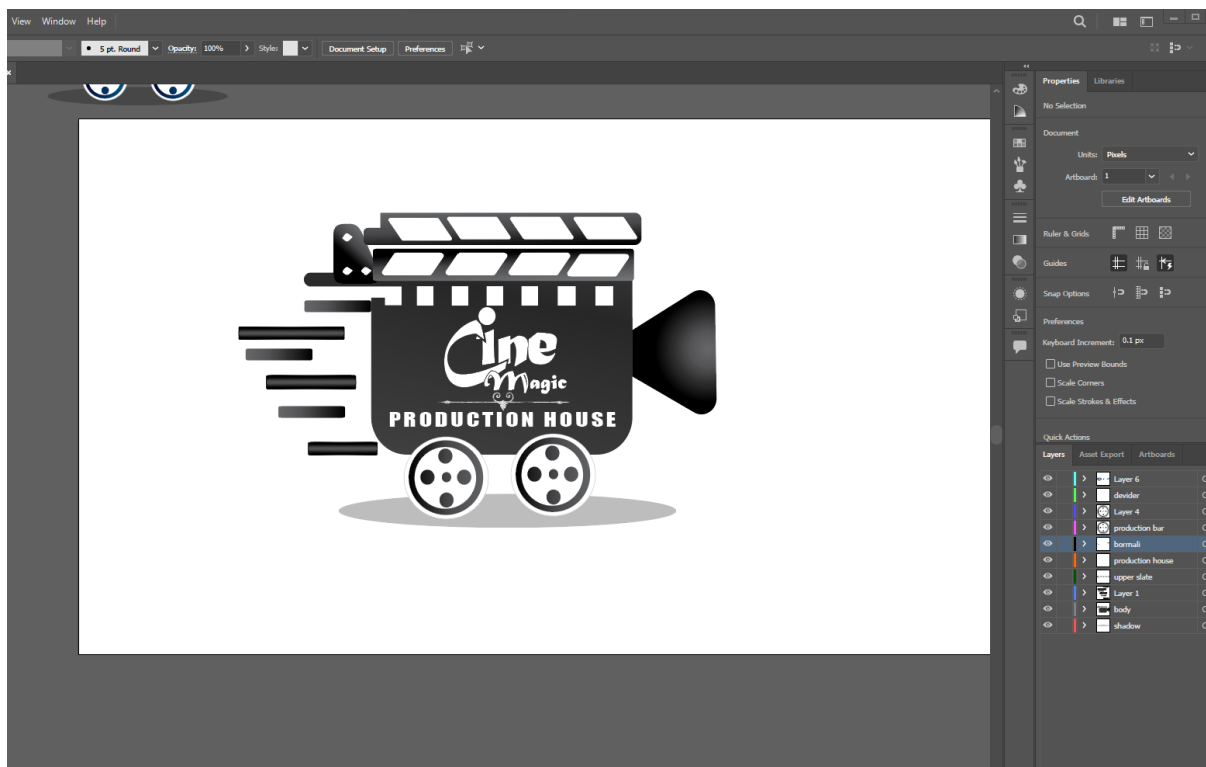 View Window Help
5 pt. Round Opacity: 100% Style: Document Setup Preferences
Properties Libraries
No Selection
Document
Units: Pixels
Artboard: 1
Edit Artboards
Ruler & Grids
Guides
Snap Options
Preferences
Keyboard Increment: 0.1 px
Use Preview Bounds
Scale Corners
Scale Strokes & Effects
Quick Actions
Layers Asset Export Artboards
Layer 6
devider
Layer 4
production bar
bormali
production house
upper slate
Layer 1
body
shadow
Cine
Magic
PRODUCTION HOUSE